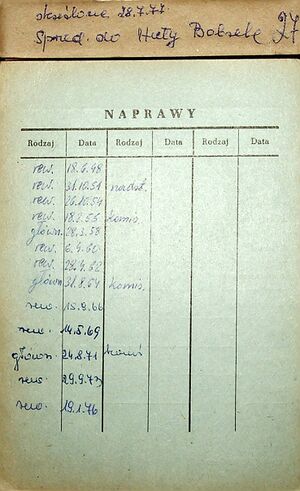 skreślone 28.7.77.
Sprzed. do Huty Bobrek 97
NAPRAWY
Rodzaj Data Rodzaj Data Rodzaj Data
rew. 18.6.48
rew. 31.10.51 nadzt.
rew. 26.10.54
rew. 18.2.55 komis.
główn. 28.3.58
rew. 6.4.60
rew. 28.4.62
główn. 31.8.64 komis.
rew. 15.9.66
rew. 14.5.69
główn. 24.8.71 komis
rew. 29.9.73
rew. 19.1.76